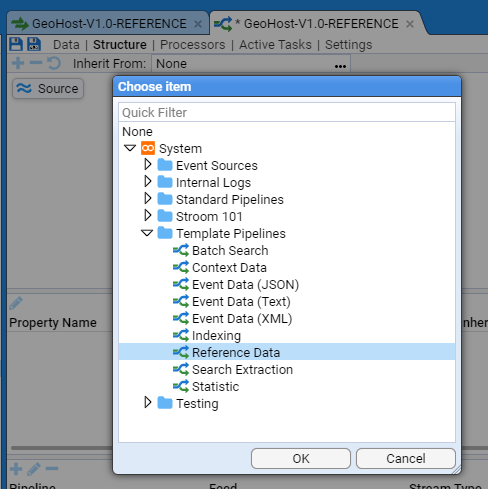 GeoHost-V1.0-REFERENCE
* GeoHost-V1.0-REFERENCE
Data | Structure | Processors | Active Tasks | Settings
Inherit From: None ...
Source
Choose item
Quick Filter
None
System
Event Sources
Internal Logs
Standard Pipelines
Stroom 101
Template Pipelines
Batch Search
Context Data
Event Data (JSON)
Event Data (Text)
Event Data (XML)
Indexing
Reference Data
Search Extraction
Statistic
Testing
Property Name
OK Cancel
Pipeline Feed Stream Type